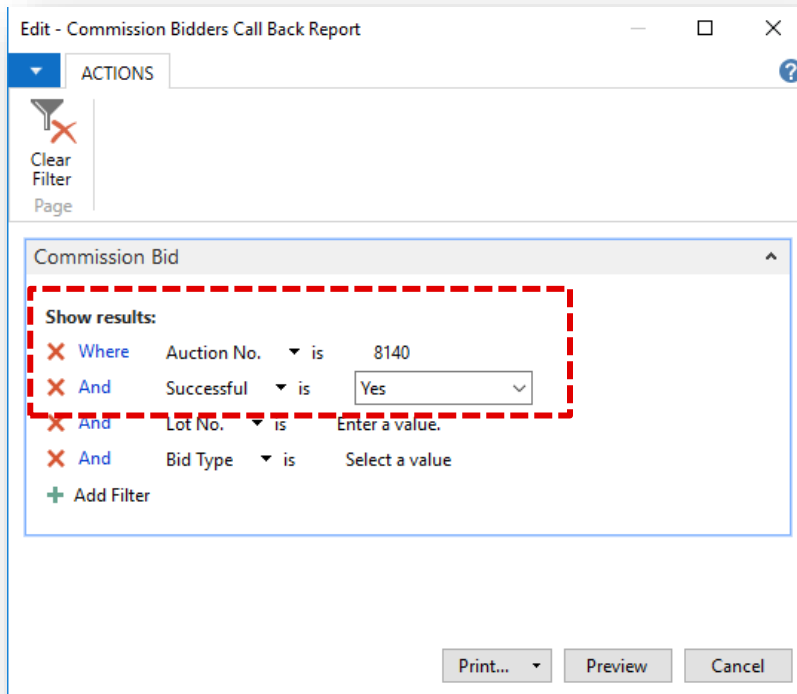 Edit - Commission Bidders Call Back Report
ACTIONS
?
Clear
Filter
Page
Commission Bid
Show results:
Where Auction No. is 8140
And Successful is Yes
And Lot No. is Enter a value.
And Bid Type is Select a value
Add Filter
Print... Preview Cancel